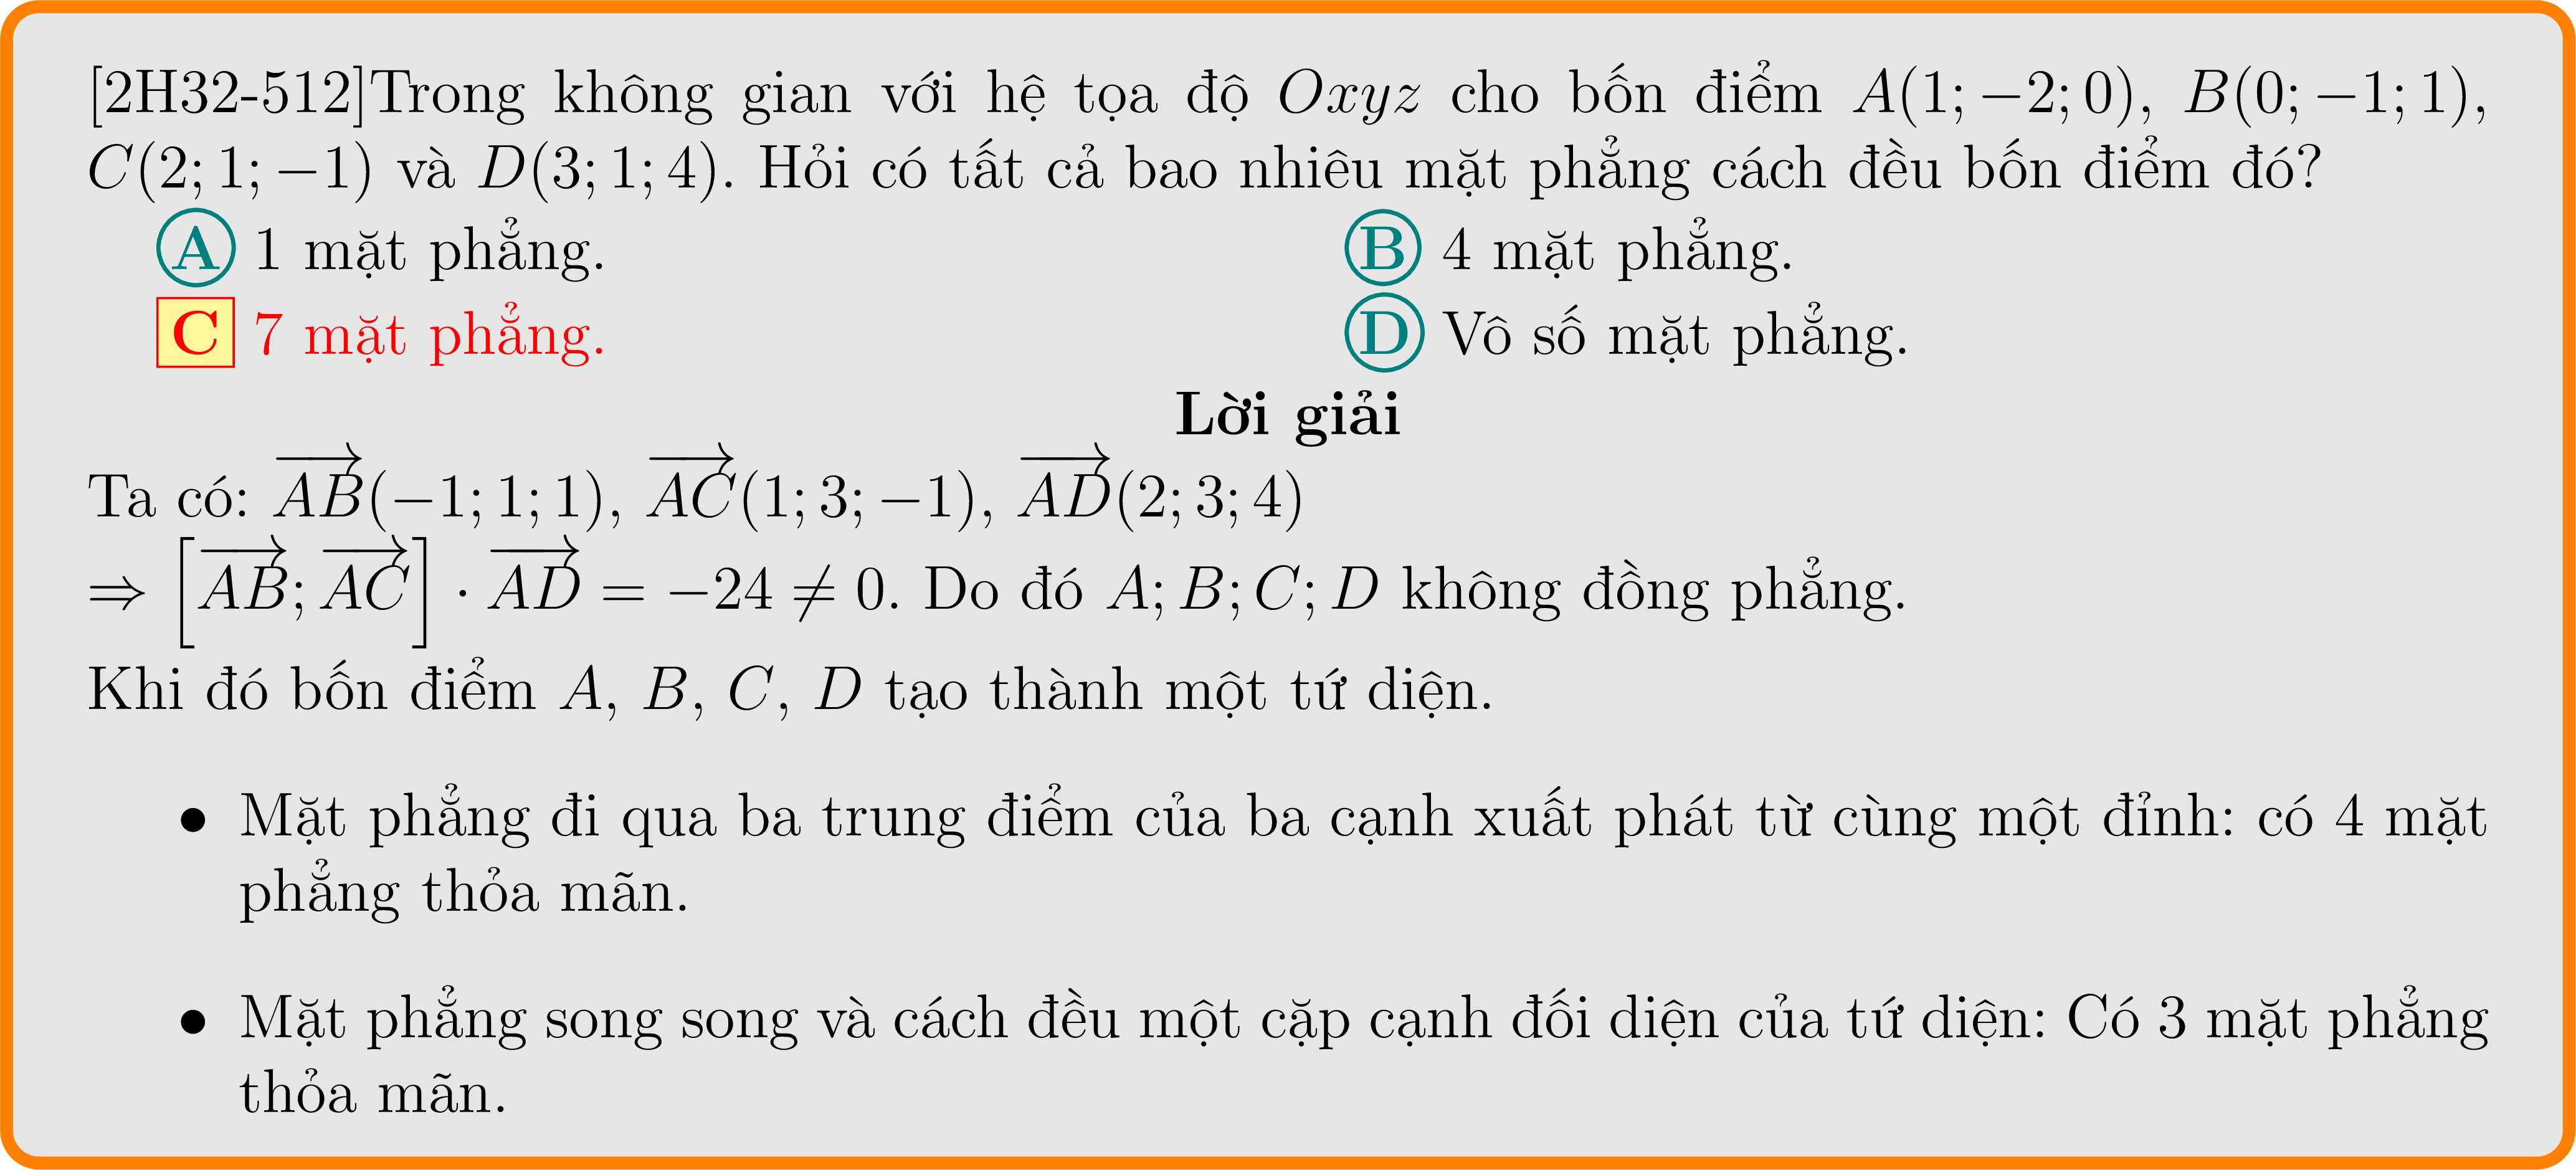 [2H32-512]Trong không gian với hệ tọa độ Oxyz cho bốn điểm A(1; −2; 0), B(0; −1; 1),
C(2; 1; −1) và D(3; 1; 4). Hỏi có tất cả bao nhiêu mặt phẳng cách đều bốn điểm đó?
A 1 mặt phẳng.
B 4 mặt phẳng.
C 7 mặt phẳng.
D Vô số mặt phẳng.
Lời giải
Ta có: $\overrightarrow{AB}$(−1; 1; 1), $\overrightarrow{AC}$(1; 3; −1), $\overrightarrow{AD}$(2; 3; 4)
⇒ [$\overrightarrow{AB}$; $\overrightarrow{AC}$] · $\overrightarrow{AD}$ = −24 ≠ 0. Do đó A; B; C; D không đồng phẳng.
Khi đó bốn điểm A, B, C, D tạo thành một tứ diện.
• Mặt phẳng đi qua ba trung điểm của ba cạnh xuất phát từ cùng một đỉnh: có 4 mặt
phẳng thỏa mãn.
• Mặt phẳng song song và cách đều một cặp cạnh đối diện của tứ diện: Có 3 mặt phẳng
thỏa mãn.